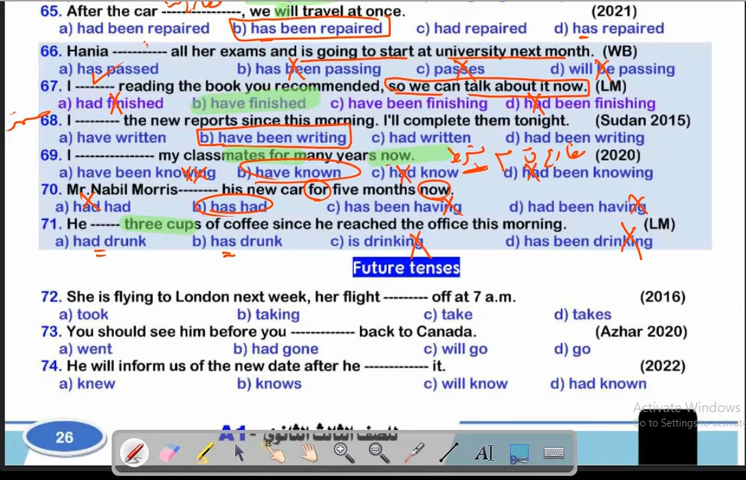 65. After the car ----------------, we will travel at once. (2021)
a) had been repaired b) has been repaired c) had repaired d) has repaired
66. Hania ----------- all her exams and is going to start at university next month. (WB)
a) has passed b) has been passing c) passes d) will be passing
67. I -------- reading the book you recommended, so we can talk about it now. (LM)
a) had finished b) have finished c) have been finishing d) had been finishing
68. I --------- the new reports since this morning. I'll complete them tonight. (Sudan 2015)
a) have written b) have been writing c) had written d) had been writing
69. I ---------------- my classmates for many years now. (2020)
a) have been knowing b) have known c) had know d) had been knowing
70. Mr Nabil Morris-------- his new car for five months now.
a) had had b) has had c) has been having d) had been having
71. He ------ three cups of coffee since he reached the office this morning. (LM)
a) had drunk b) has drunk c) is drinking d) has been drinking
Future tenses
72. She is flying to London next week, her flight --------- off at 7 a.m. (2016)
a) took b) taking c) take d) takes
73. You should see him before you ------------- back to Canada. (Azhar 2020)
a) went b) had gone c) will go d) go
74. He will inform us of the new date after he ------------- it. (2022)
a) knew b) knows c) will know d) had known
Activate Windows
Go to Settings to activate
26
A1- للصف الثالث الثانوي
AI